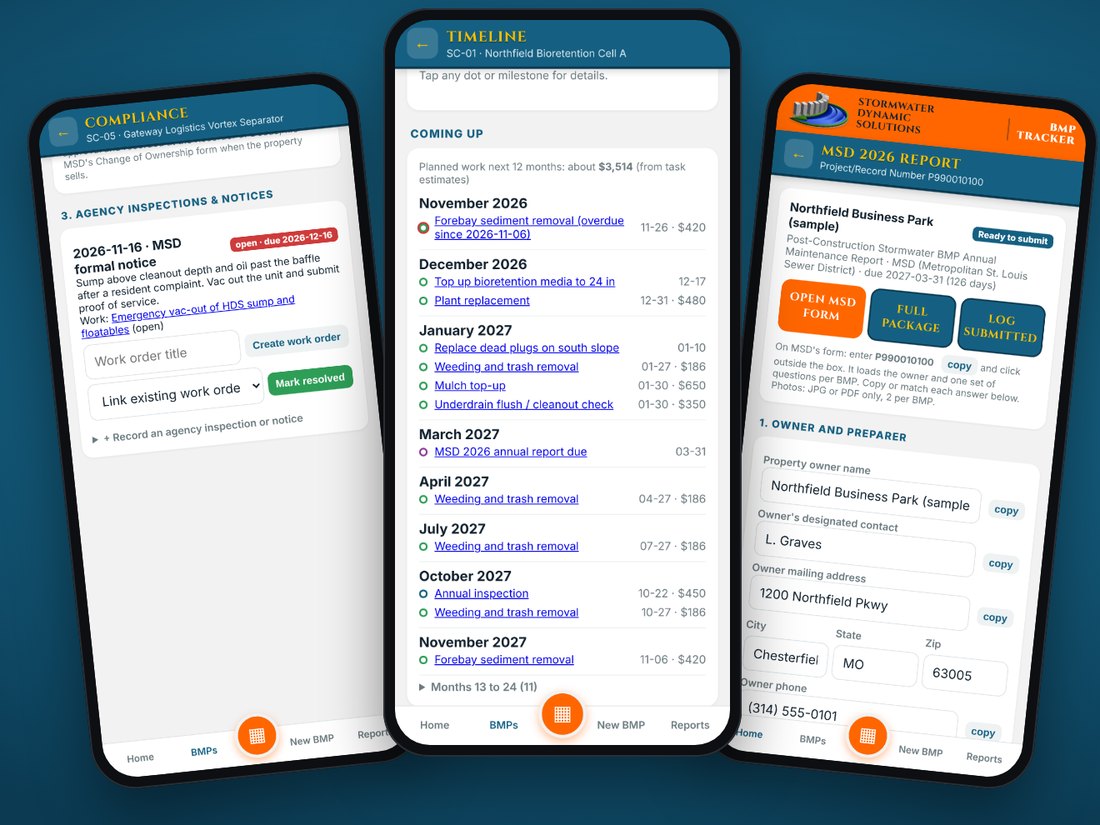 COMPLIANCE
SC-05 · Gateway Logistics Vortex Separator
MSD's Change of Ownership form when the property
sells.
3. AGENCY INSPECTIONS & NOTICES
2026-11-16 · MSD
formal notice
open · due 2026-12-16
Sump above cleanout depth and oil past the baffle
after a resident complaint. Vac out the unit and submit
proof of service.
Work: Emergency vac-out of HDS sump and
floatables (open)
Work order title
Create work order
Link existing work orde
Mark resolved
+ Record an agency inspection or notice
Home
BMPs
New BMP
TIMELINE
SC-01 · Northfield Bioretention Cell A
Tap any dot or milestone for details.
COMING UP
Planned work next 12 months: about $3,514 (from task
estimates)
November 2026
Forebay sediment removal (overdue
since 2026-11-06)
11-26 · $420
December 2026
Top up bioretention media to 24 in
12-17
Plant replacement
12-31 · $480
January 2027
Replace dead plugs on south slope
01-10
Weeding and trash removal
01-27 · $186
Mulch top-up
01-30 · $650
Underdrain flush / cleanout check
01-30 · $350
March 2027
MSD 2026 annual report due
03-31
April 2027
Weeding and trash removal
04-27 · $186
July 2027
Weeding and trash removal
07-27 · $186
October 2027
Annual inspection
10-22 · $450
Weeding and trash removal
10-27 · $186
November 2027
Forebay sediment removal
11-06 · $420
Months 13 to 24 (11)
Home
BMPs
New BMP
Reports
STORMWATER
DYNAMIC
SOLUTIONS
BMP
TRACKER
MSD 2026 REPORT
Project/Record Number P990010100
Northfield Business Park
(sample)
Ready to submit
Post-Construction Stormwater BMP Annual
Maintenance Report · MSD (Metropolitan St. Louis
Sewer District) · due 2027-03-31 (126 days)
OPEN MSD
FORM
FULL
PACKAGE
LOG
SUBMITTED
On MSD's form: enter P990010100 copy and click
outside the box. It loads the owner and one set of
questions per BMP. Copy or match each answer below.
Photos: JPG or PDF only, 2 per BMP.
1. OWNER AND PREPARER
Property owner name
Northfield Business Park (sample
copy
Owner's designated contact
L. Graves
copy
Owner mailing address
1200 Northfield Pkwy
copy
City
State
Zip
Chesterfiel
MO
63005
Owner phone
(314) 555-0101
copy
Home
BMPs
New BMP
Reports